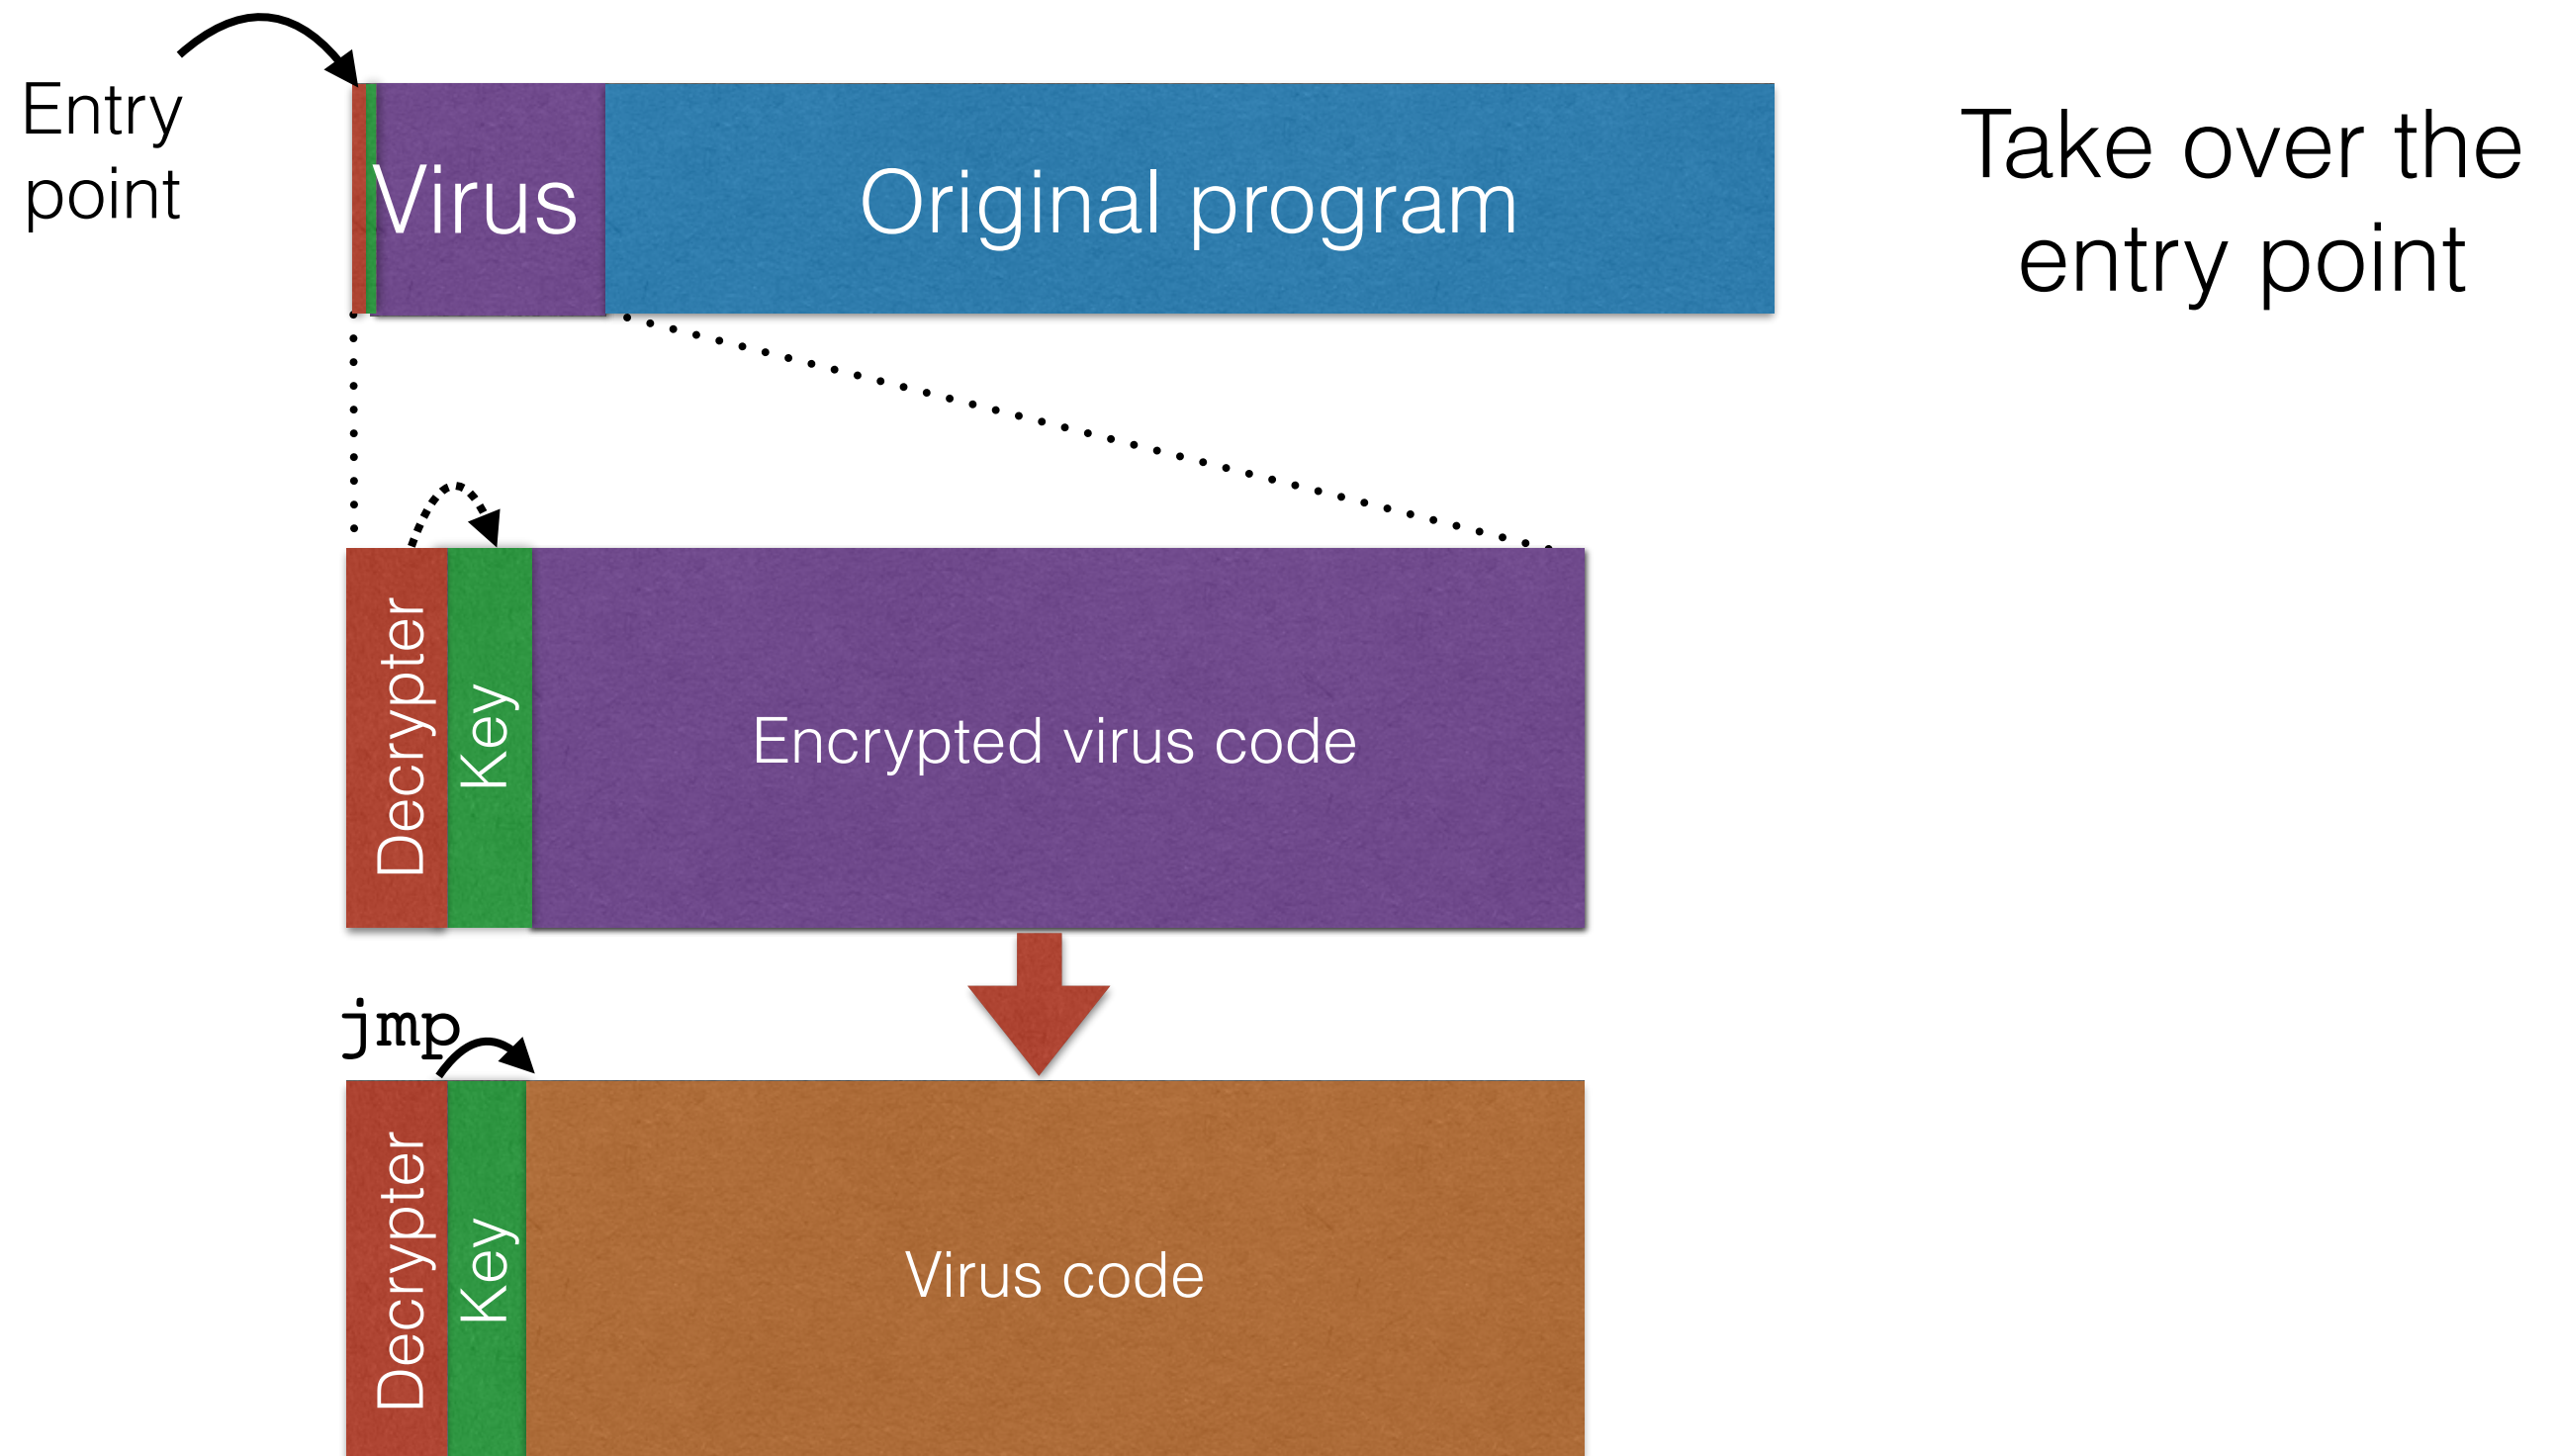 Entry
point
Virus
Original program
Take over the
entry point
Decrypter
Key
Encrypted virus code
jmp
Decrypter
Key
Virus code